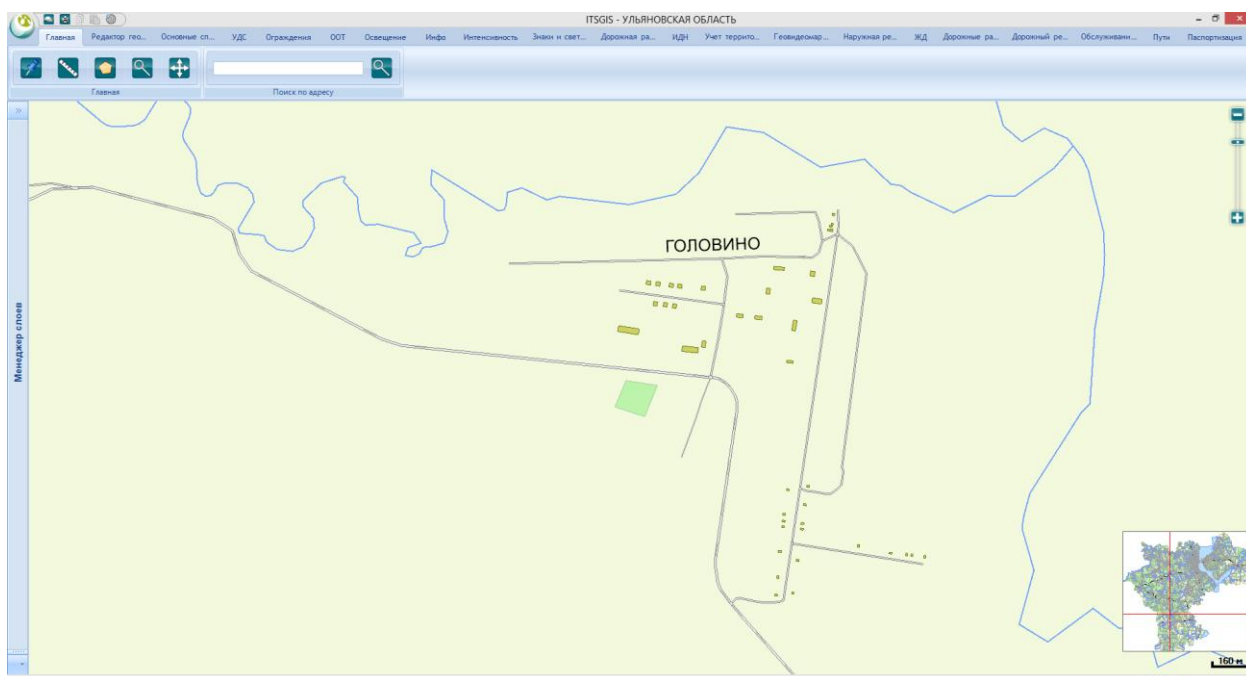 ITSGIS - УЛЬЯНОВСКАЯ ОБЛАСТЬ
Главная Редактор гео... Основные сп... УДС Ограждения ООТ Освещение Инфо Интенсивность Знаки и свет... Дорожная ра... ИДН Учет террито... Геовидеонар... Наружная ре... ЖД Дорожные ра... Дорожный ре... Обслуживани... Пути Паспортизация
Главная Поиск по адресу
ГОЛОВИНО
Менеджер слоев
160 м